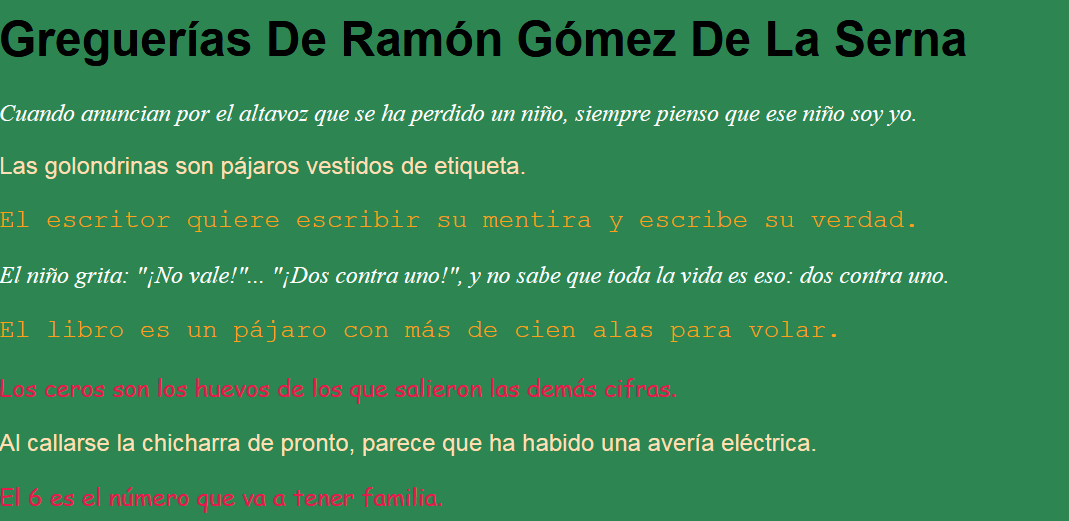 Greguerías De Ramón Gómez De La Serna
Cuando anuncian por el altavoz que se ha perdido un niño, siempre pienso que ese niño soy yo.
Las golondrinas son pájaros vestidos de etiqueta.
El escritor quiere escribir su mentira y escribe su verdad.
El niño grita: "¡No vale!"... "¡Dos contra uno!", y no sabe que toda la vida es eso: dos contra uno.
El libro es un pájaro con más de cien alas para volar.
Los ceros son los huevos de los que salieron las demás cifras.
Al callarse la chicharra de pronto, parece que ha habido una avería eléctrica.
El 6 es el número que va a tener familia.